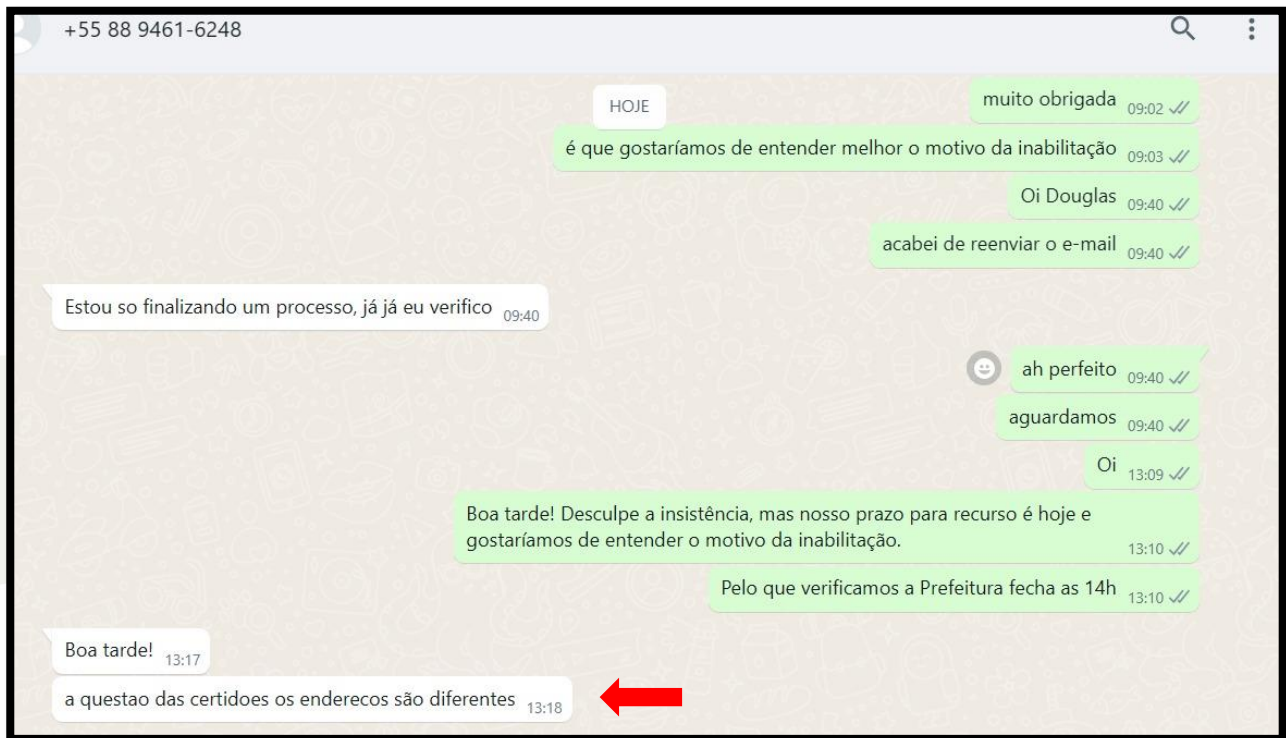 +55 88 9461-6248
HOJE
muito obrigada 09:02
é que gostaríamos de entender melhor o motivo da inabilitação 09:03
Oi Douglas 09:40
acabei de reenviar o e-mail 09:40
Estou so finalizando um processo, já já eu verifico 09:40
ah perfeito 09:40
aguardamos 09:40
Oi 13:09
Boa tarde! Desculpe a insistência, mas nosso prazo para recurso é hoje e
gostaríamos de entender o motivo da inabilitação. 13:10
Pelo que verificamos a Prefeitura fecha as 14h 13:10
Boa tarde! 13:17
a questao das certidoes os enderecos são diferentes 13:18